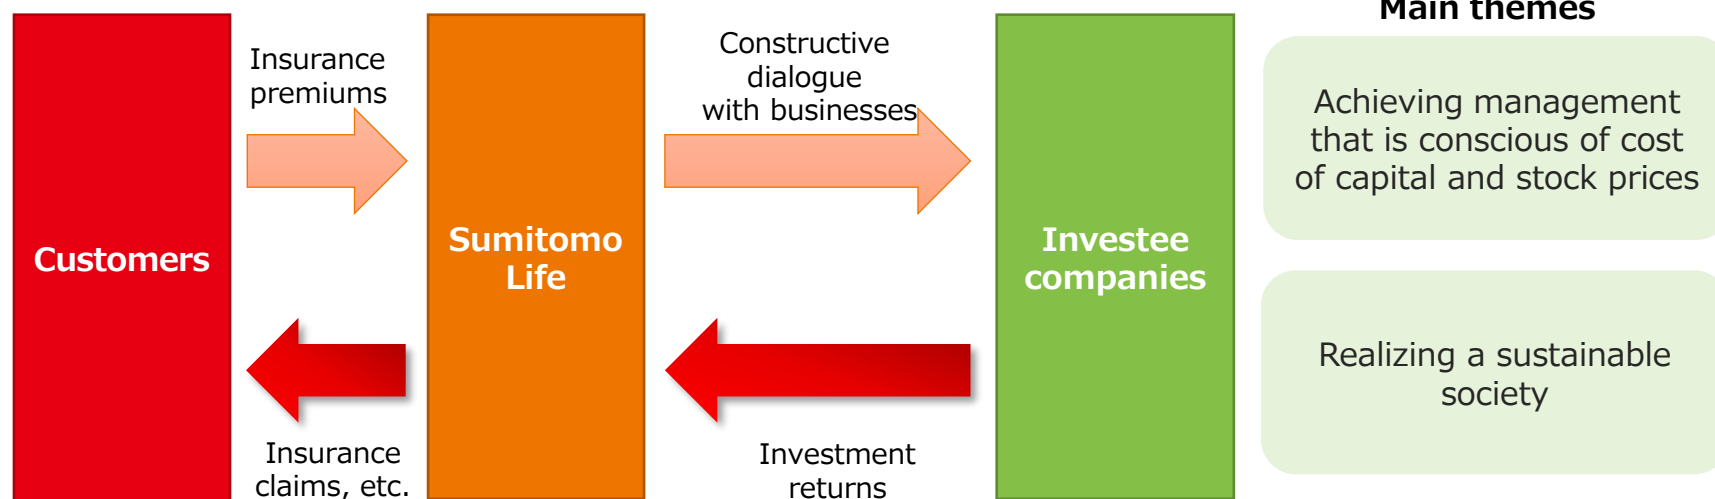 Main themes
Insurance
premiums
Constructive
dialogue
with businesses
Achieving management
that is conscious of cost
of capital and stock prices
Customers
Sumitomo
Life
Investee
companies
Realizing a sustainable
society
Insurance
claims, etc.
Investment
returns